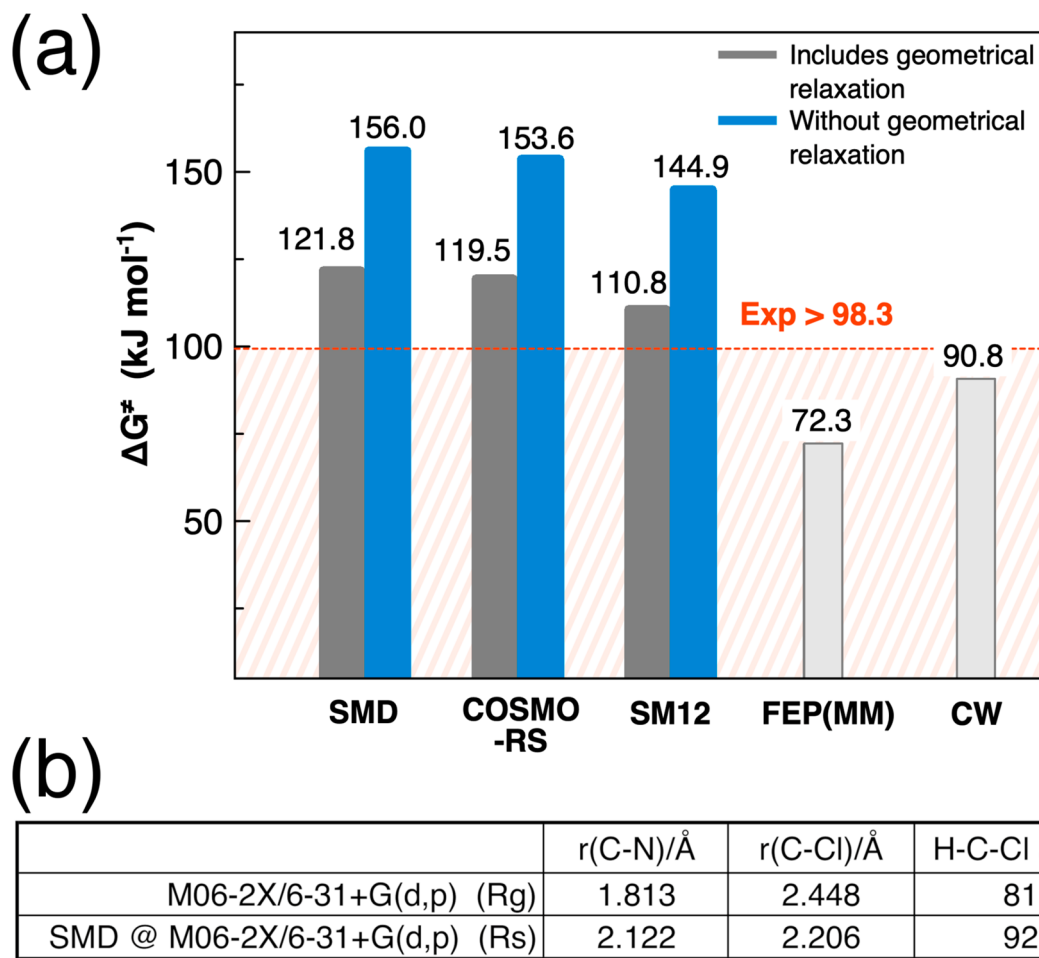 (a)
Includes geometrical
relaxation
Without geometrical
relaxation
156.0
153.6
144.9
150
121.8
119.5
110.8
Exp > 98.3
100
90.8
72.3
50
ΔG≠ (kJ mol-1)
SMD
COSMO
-RS
SM12
FEP(MM)
CW
(b)
r(C-N)/Å r(C-Cl)/Å H-C-Cl
M06-2X/6-31+G(d,p) (Rg) 1.813 2.448 81
SMD @ M06-2X/6-31+G(d,p) (Rs) 2.122 2.206 92